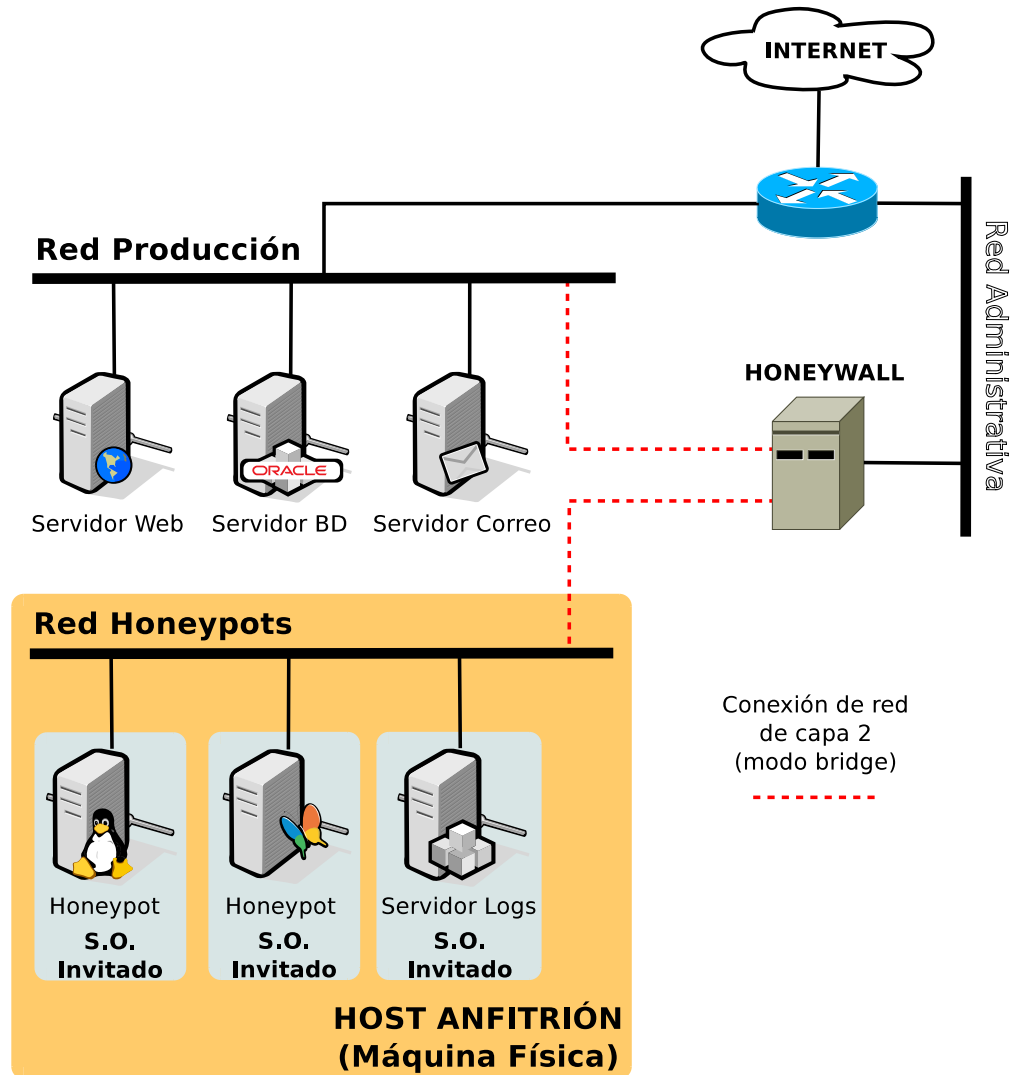 INTERNET
Red Producción
Red Administrativa
HONEYWALL
ORACLE
Servidor Web
Servidor BD
Servidor Correo
Red Honeypots
Conexión de red
de capa 2
(modo bridge)
Honeypot
S.O.
Invitado
Honeypot
S.O.
Invitado
Servidor Logs
S.O.
Invitado
HOST ANFITRIÓN
(Máquina Física)